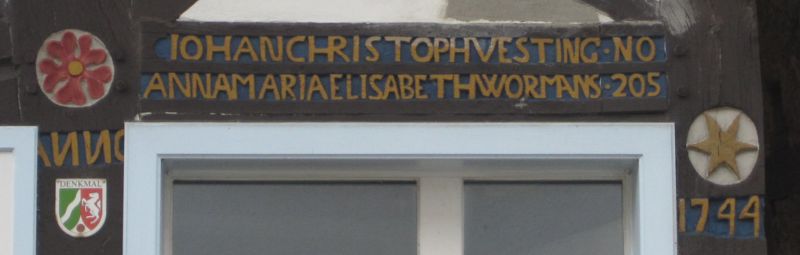 IOHANCHRISTOPHVESTING·NO
ANNAMARIAELISABETHWORMANS·205
ANNO
DENKMAL
1744